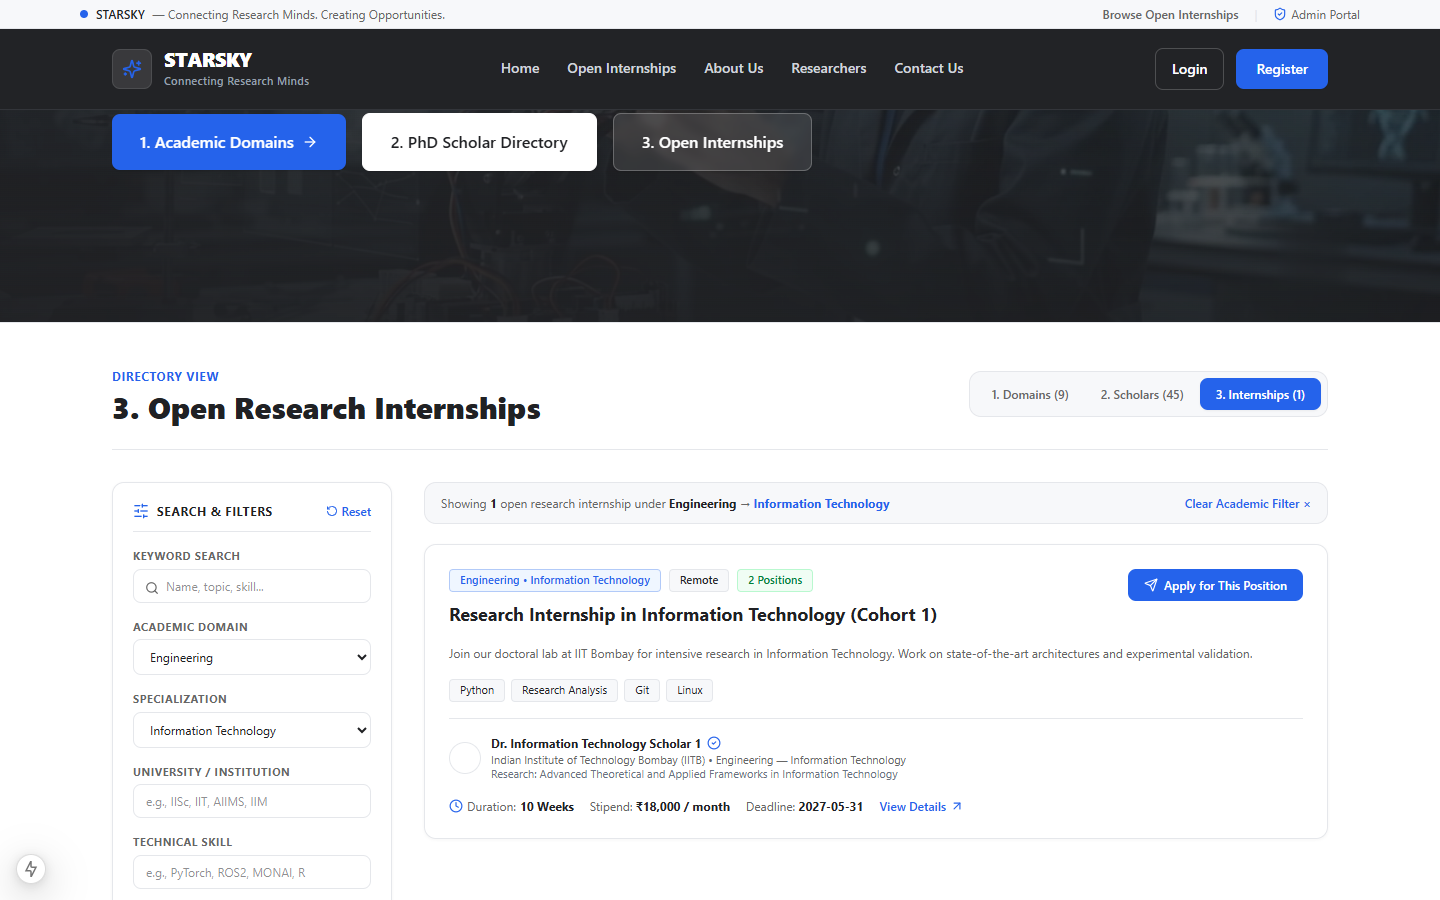 STARSKY — Connecting Research Minds. Creating Opportunities.
Browse Open Internships | Admin Portal
STARSKY
Connecting Research Minds
Home Open Internships About Us Researchers Contact Us
Login Register
1. Academic Domains →
2. PhD Scholar Directory
3. Open Internships
DIRECTORY VIEW
3. Open Research Internships
1. Domains (9) 2. Scholars (45) 3. Internships (1)
SEARCH & FILTERS Reset
KEYWORD SEARCH
Name, topic, skill...
ACADEMIC DOMAIN
Engineering
SPECIALIZATION
Information Technology
UNIVERSITY / INSTITUTION
e.g., IISc, IIT, AIIMS, IIM
TECHNICAL SKILL
e.g., PyTorch, ROS2, MONAI, R
Showing 1 open research internship under Engineering → Information Technology
Clear Academic Filter ×
Engineering • Information Technology Remote 2 Positions
Apply for This Position
Research Internship in Information Technology (Cohort 1)
Join our doctoral lab at IIT Bombay for intensive research in Information Technology. Work on state-of-the-art architectures and experimental validation.
Python Research Analysis Git Linux
Dr. Information Technology Scholar 1
Indian Institute of Technology Bombay (IITB) • Engineering — Information Technology
Research: Advanced Theoretical and Applied Frameworks in Information Technology
Duration: 10 Weeks Stipend: ₹18,000 / month Deadline: 2027-05-31 View Details